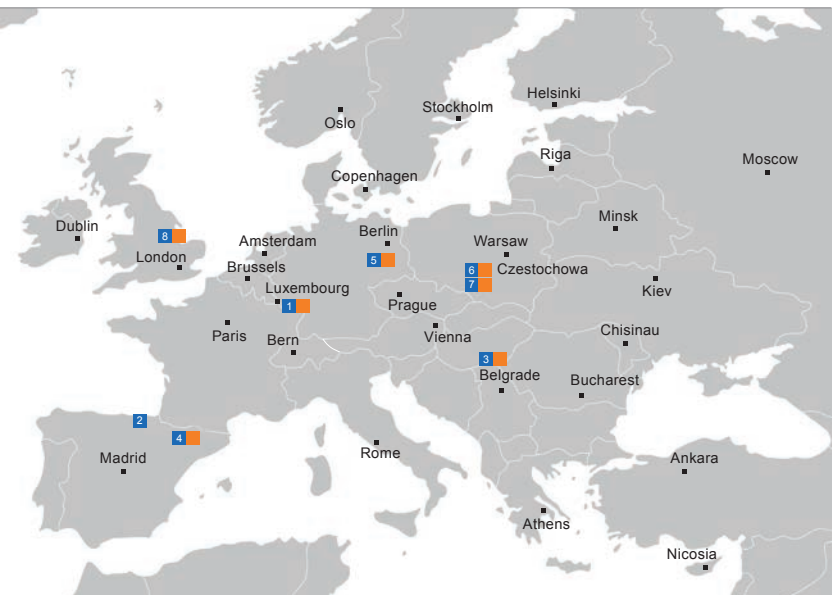 Helsinki
Stockholm
Oslo
Riga
Moscow
Copenhagen
Minsk
Dublin
8
Berlin
Amsterdam
Warsaw
London
5
Brussels
6 Czestochowa
7
Luxembourg
Kiev
1
Prague
Paris
Bern
Vienna
Chisinau
3
Belgrade
Bucharest
2
4
Madrid
Rome
Ankara
Athens
Nicosia